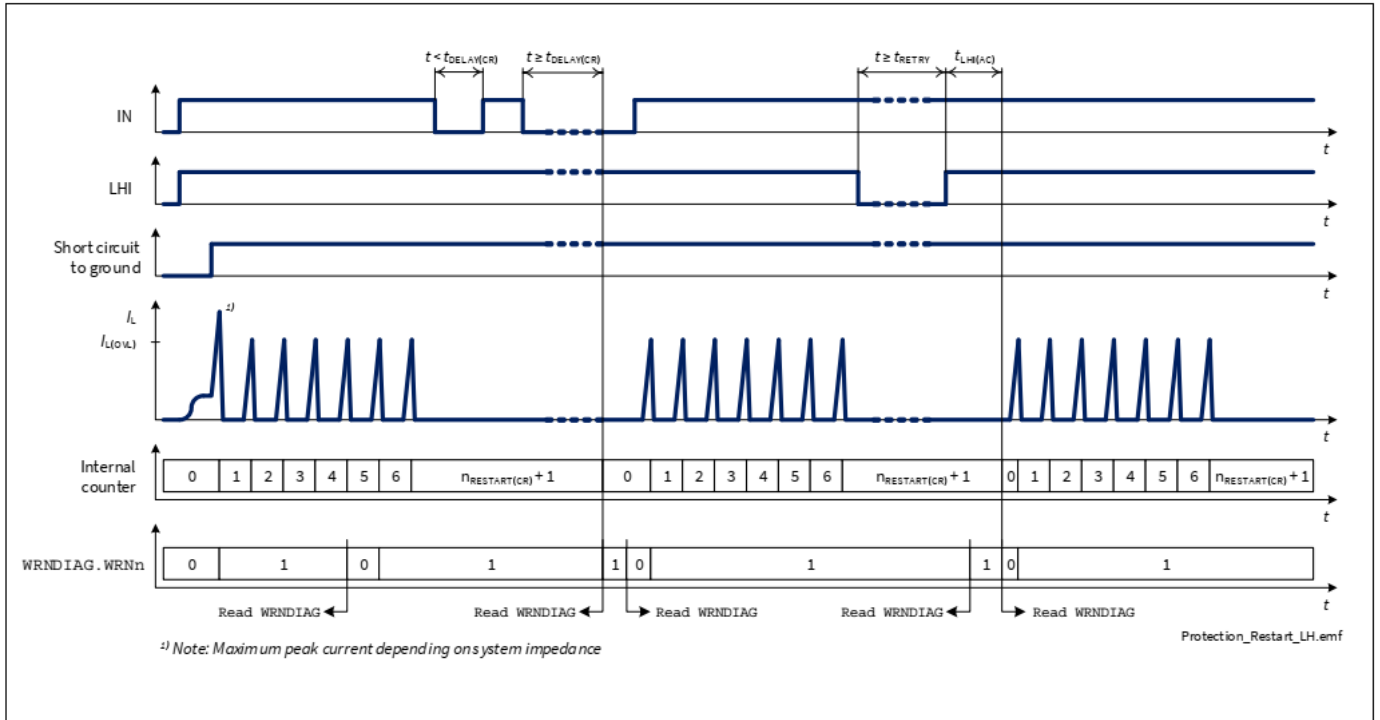 t < tDELAY(CR)
t ≥ tDELAY(CR)
t ≥ tRETRY
tLHI(AC)
IN
t
LHI
t
Short circuit
to ground
t
IL
1)
IL(OVL)
t
Internal
counter
0 1 2 3 4 5 6 nRESTART(CR) + 1 0 1 2 3 4 5 6 nRESTART(CR) + 1 0 1 2 3 4 5 6 nRESTART(CR) + 1
t
WRNDIAG.WRNn
0 1 0 1 1 0 1 1 0 1
t
Read WRNDIAG
Read WRNDIAG
Read WRNDIAG
Read WRNDIAG
Read WRNDIAG
1) Note: Maximum peak current depending on system impedance
Protection_Restart_LH.emf